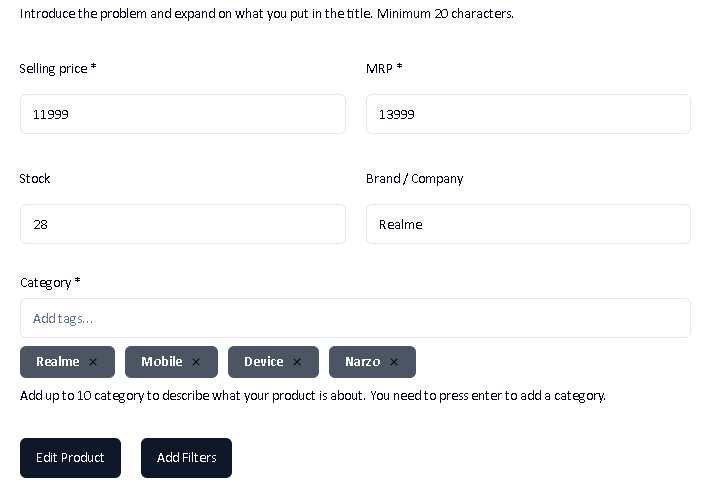 Introduce the problem and expand on what you put in the title. Minimum 20 characters.
Selling price * MRP *
11999 13999
Stock Brand / Company
28 Realme
Category *
Add tags...
Realme × Mobile × Device × Narzo ×
Add up to 10 category to describe what your product is about. You need to press enter to add a category.
Edit Product Add Filters